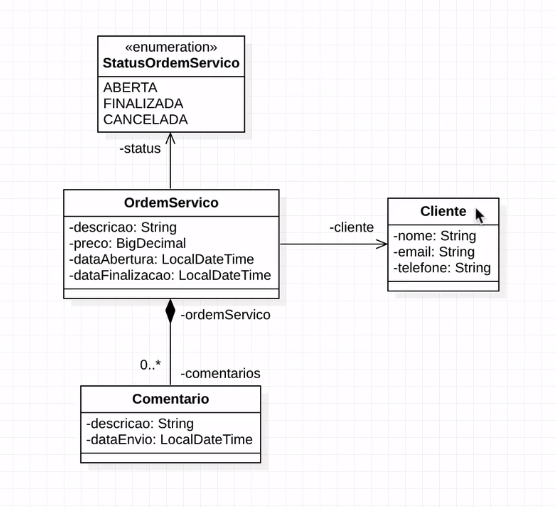 «enumeration»
StatusOrdemServico
ABERTA
FINALIZADA
CANCELADA
-status
OrdemServico
-descricao: String
-preco: BigDecimal
-dataAbertura: LocalDateTime
-dataFinalizacao: LocalDateTime
-cliente
Cliente
-nome: String
-email: String
-telefone: String
-ordemServico
0..*
-comentarios
Comentario
-descricao: String
-dataEnvio: LocalDateTime